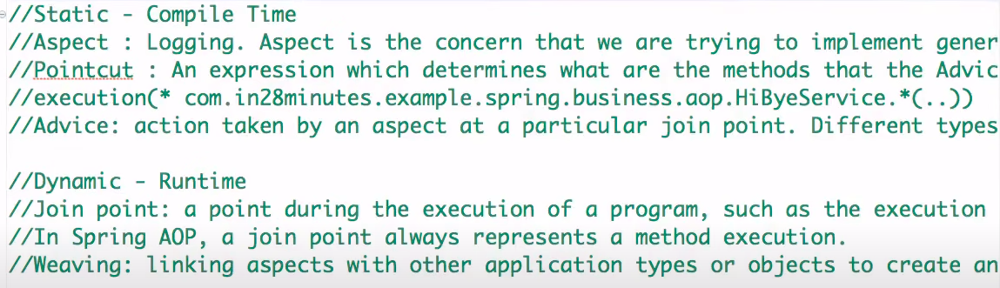 //Static - Compile Time
//Aspect : Logging. Aspect is the concern that we are trying to implement gener
//Pointcut : An expression which determines what are the methods that the Advic
//execution(* com.in28minutes.example.spring.business.aop.HiByeService.*(..))
//Advice: action taken by an aspect at a particular join point. Different types
//Dynamic - Runtime
//Join point: a point during the execution of a program, such as the execution
//In Spring AOP, a join point always represents a method execution.
//Weaving: linking aspects with other application types or objects to create an